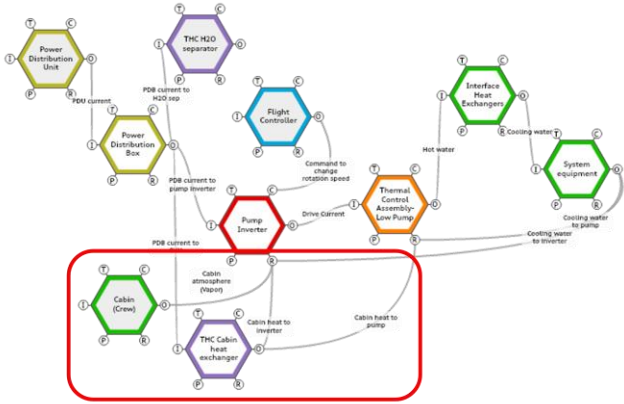 T C
Power
Distribution
Unit
I O
P R
PDU current
T C
THC H2O
separator
I O
P R
PDB current to
H2O sep
T C
Power
Distribution
Box
I O
P R
T C
Flight
Controller
I O
P R
Command to
change
rotation speed
PDB current to
pump inverter
T C
Pump
Inverter
I O
P R
Drive Current
T C
Thermal
Control
Assembly-
Low Pump
I O
P R
Hot water
T C
Interface
Heat
Exchangers
I O
P R
Cooling water
T C
System
equipment
I O
P R
Cooling water
to pump
Cooling water
to inverter
PDB current to
T C
Cabin
(Crew)
I O
P R
Cabin
atmosphere
(Vapor)
T C
THC Cabin
heat
exchanger
I O
P R
Cabin heat to
inverter
Cabin heat to
pump